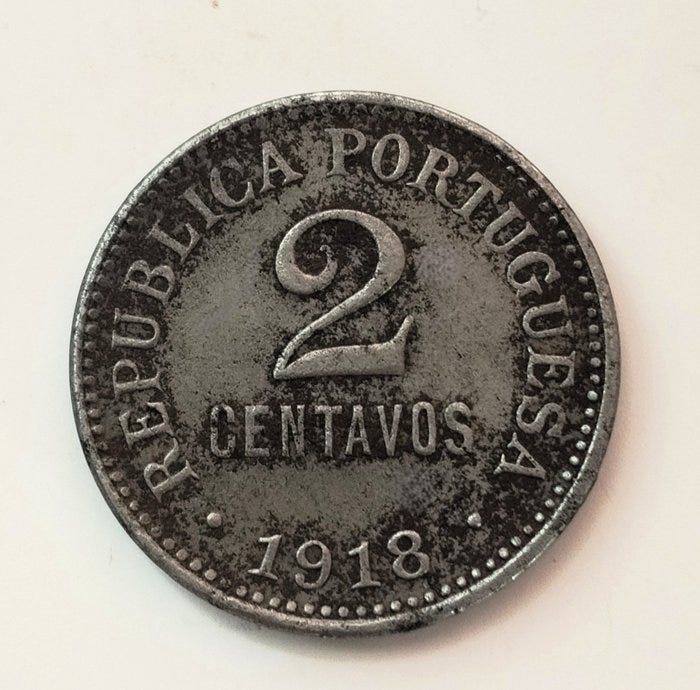 REPUBLICA PORTUGUESA
2
CENTAVOS
1918